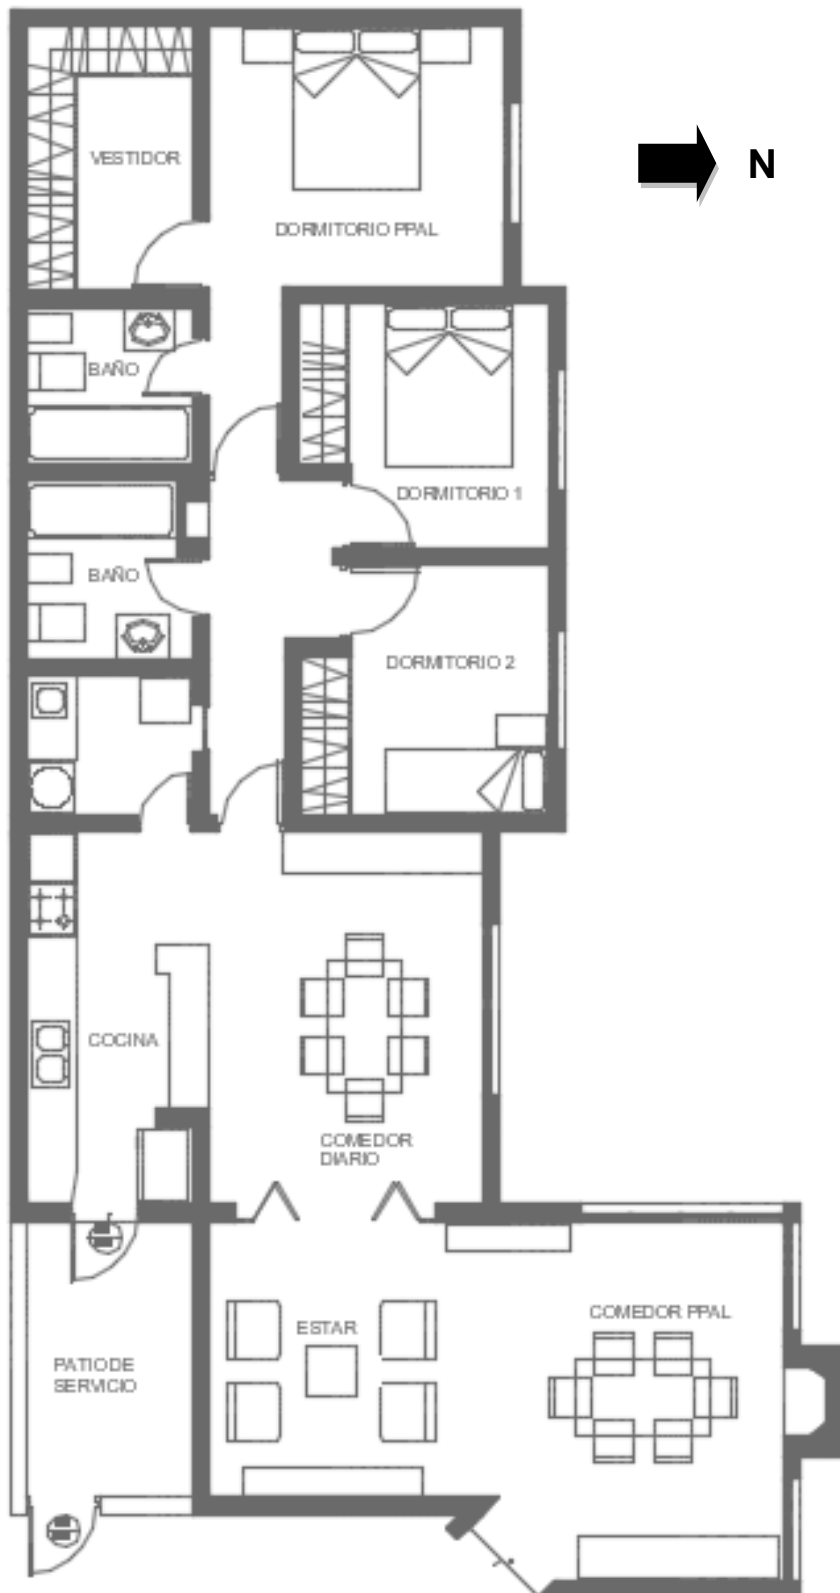 VESTIDOR
N
DORMITORIO PPAL
BAÑO
DORMITORIO 1
BAÑO
DORMITORIO 2
COCINA
COMEDOR
DIARIO
ESTAR
COMEDOR PPAL
PATIO DE
SERVICIO